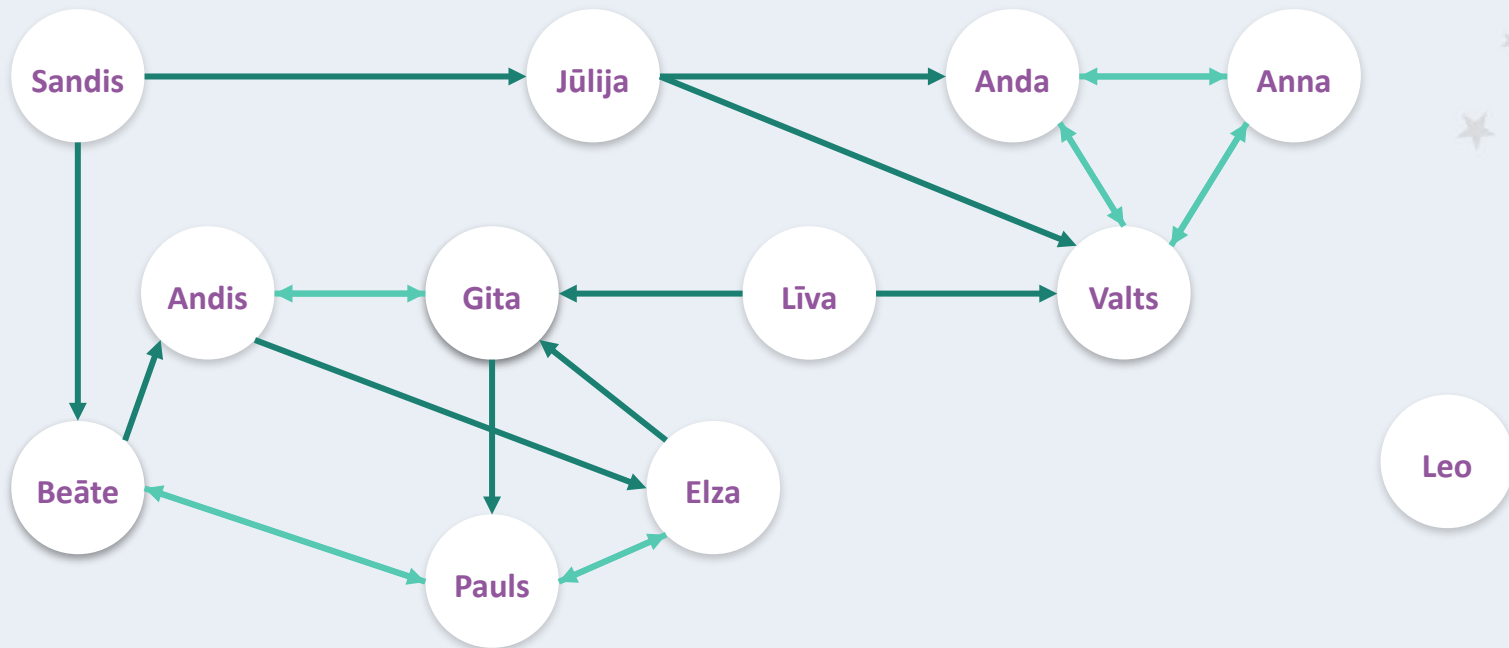 Sandis
Jūlija
Anda
Anna
Andis
Gita
Līva
Valts
Leo
Beāte
Elza
Pauls